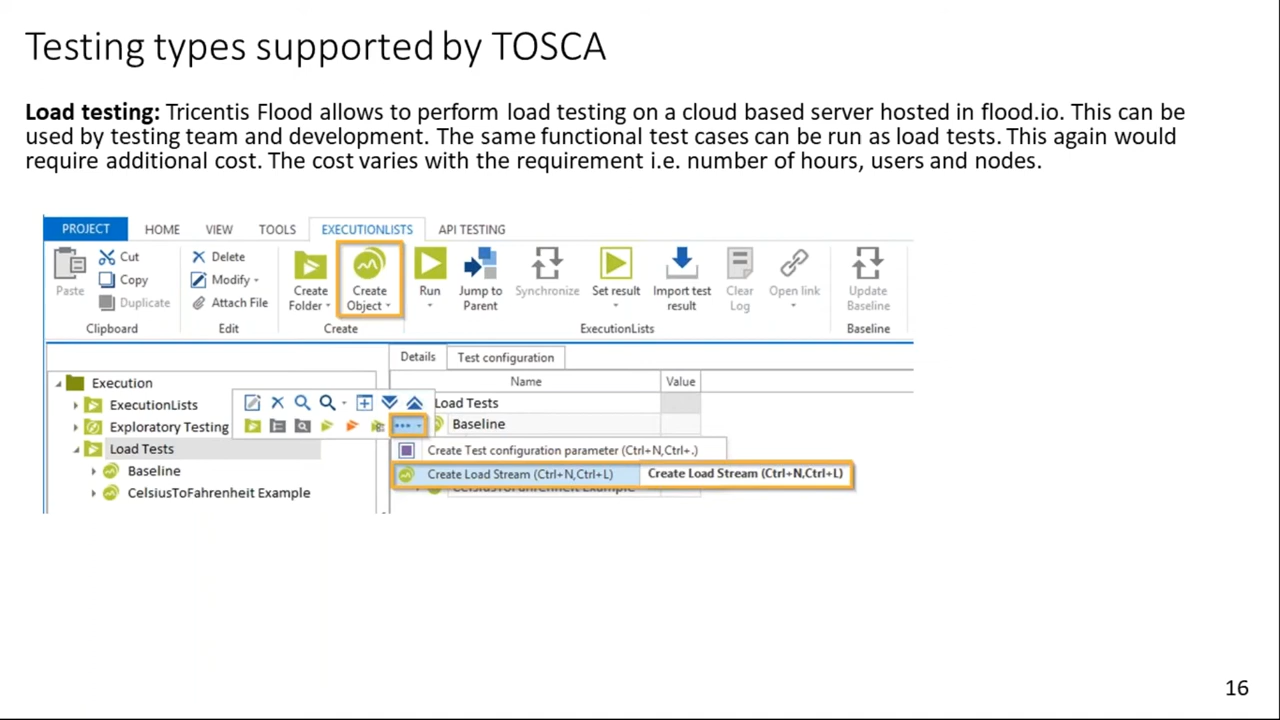 Testing types supported by TOSCA
Load testing: Tricentis Flood allows to perform load testing on a cloud based server hosted in flood.io. This can be
used by testing team and development. The same functional test cases can be run as load tests. This again would
require additional cost. The cost varies with the requirement i.e. number of hours, users and nodes.
PROJECT HOME VIEW TOOLS EXECUTIONLISTS API TESTING
Paste
Cut
Copy
Duplicate
Clipboard
Delete
Modify
Attach File
Edit
Create Folder
Create Object
Create
Run
Jump to Parent
Synchronize
Set result
Import test result
Clear Log
Open link
ExecutionLists
Update Baseline
Baseline
Execution
ExecutionLists
Exploratory Testing
Load Tests
Baseline
CelsiusToFahrenheit Example
Details Test configuration
Name Value
Load Tests
Baseline
Create Test configuration parameter (Ctrl+N,Ctrl+.)
Create Load Stream (Ctrl+N,Ctrl+L) Create Load Stream (Ctrl+N,Ctrl+L)
CelsiusToFahrenheit Example
16